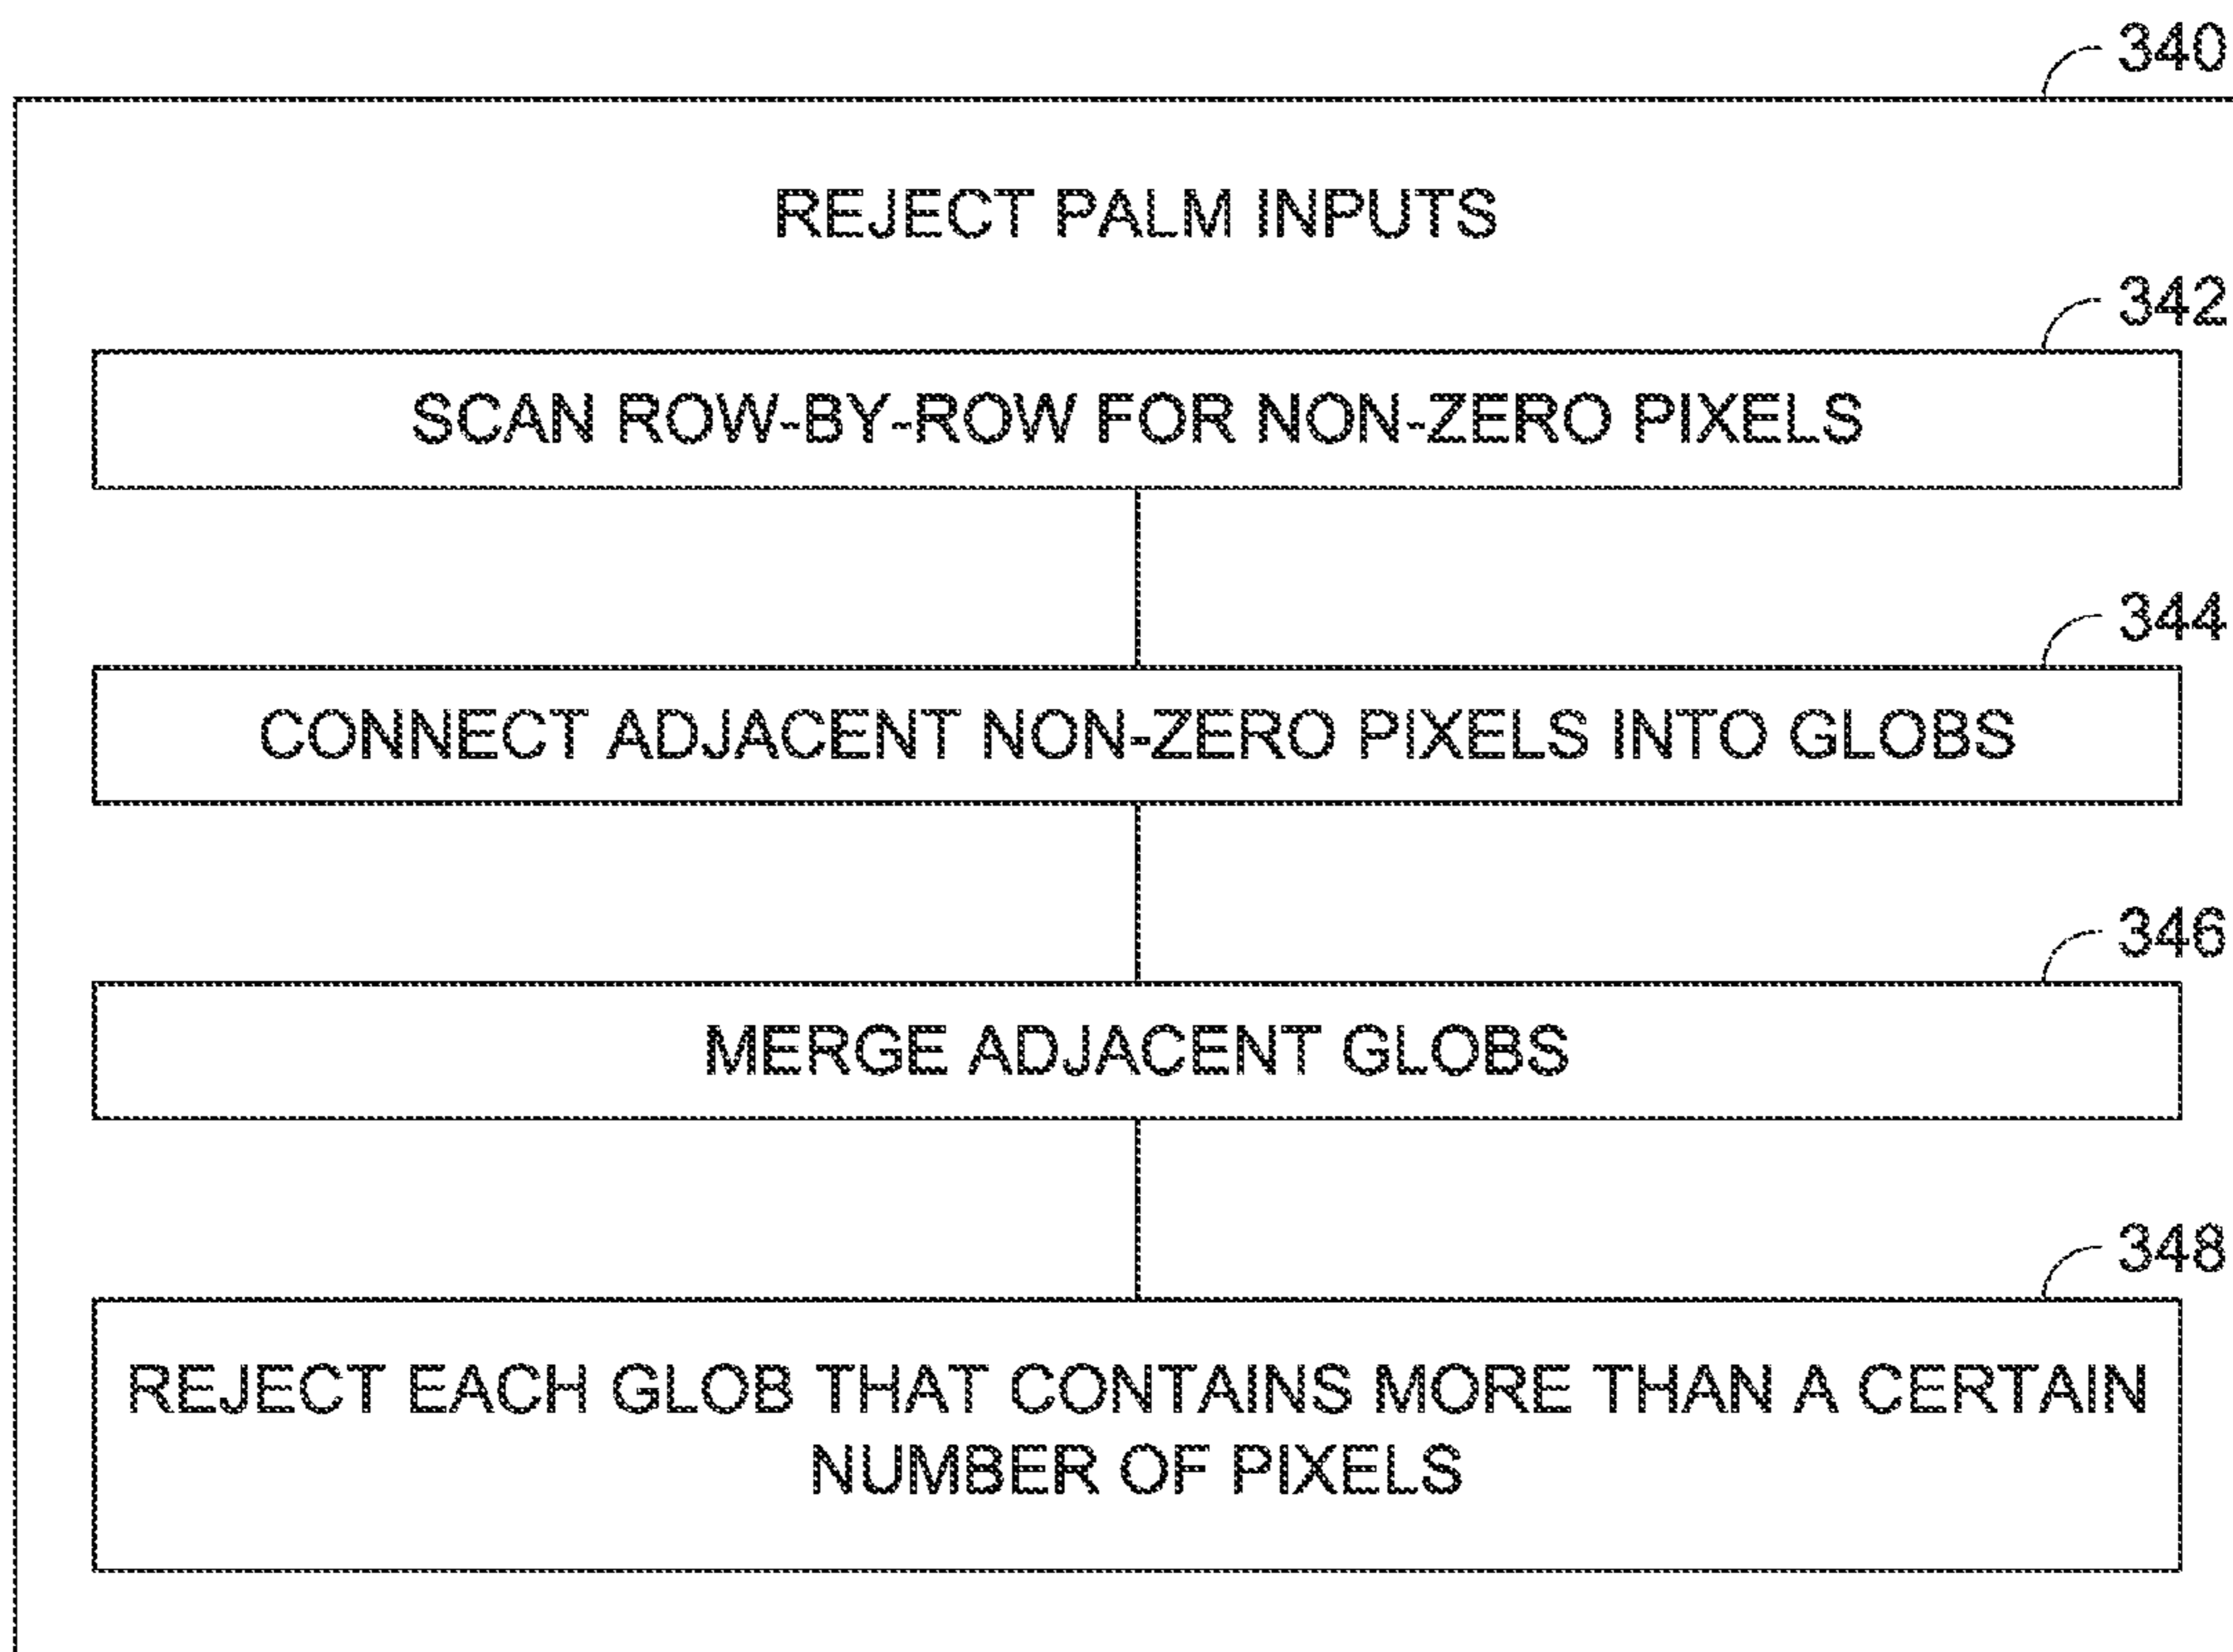 340
REJECT PALM INPUTS
342
SCAN ROW-BY-ROW FOR NON-ZERO PIXELS
344
CONNECT ADJACENT NON-ZERO PIXELS INTO GLOBS
346
MERGE ADJACENT GLOBS
348
REJECT EACH GLOB THAT CONTAINS MORE THAN A CERTAIN
NUMBER OF PIXELS